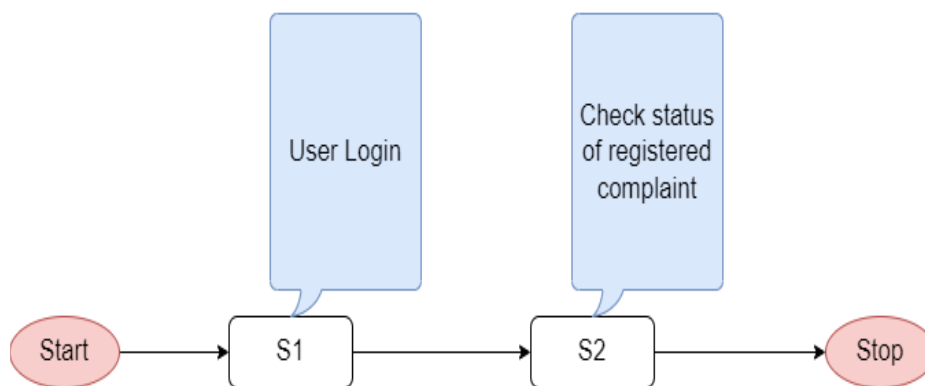 User Login
Check status
of registered
complaint
Start
S1
S2
Stop